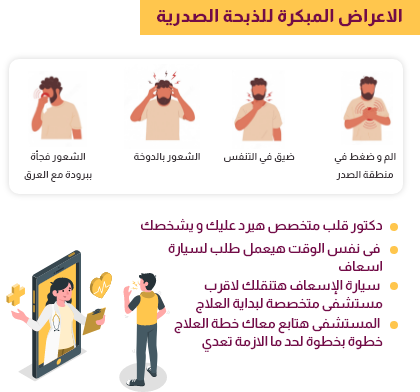 الاعراض المبكرة للذبحة الصدرية
الم و ضغط في
منطقة الصدر
ضيق في التنفس
الشعور بالدوخة
الشعور فجأة
ببرودة مع العرق
دكتور قلب متخصص هيرد عليك و يشخصك
فى نفس الوقت هيعمل طلب لسيارة
اسعاف
سيارة الإسعاف هتنقلك لاقرب
مستشفى متخصصة لبداية العلاج
المستشفى هتابع معاك خطة العلاج
خطوة بخطوة لحد ما الازمة تعدي